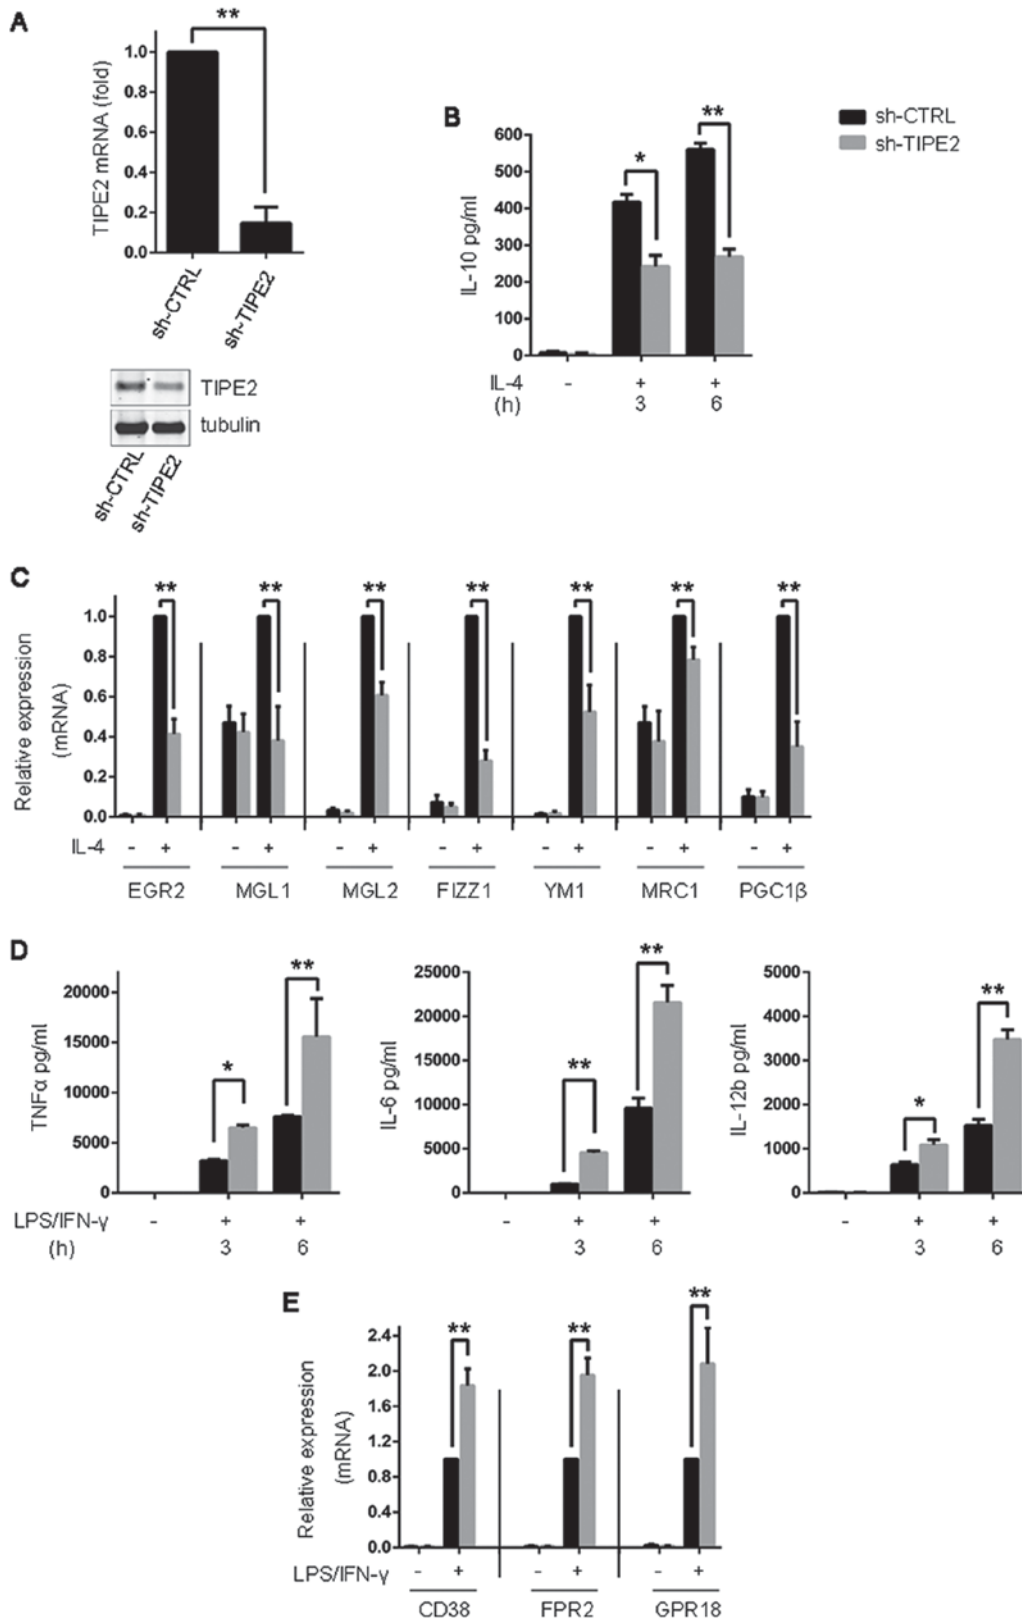 A
**
TIPE2 mRNA (fold)
1.0
0.8
0.6
0.4
0.2
0.0
sh-CTRL
sh-TIPE2
TIPE2
tubulin
sh-CTRL
sh-TIPE2
B
sh-CTRL
sh-TIPE2
IL-10 pg/ml
600
500
400
300
200
100
0
* **
IL-4 - + +
(h) 3 6
C
** ** ** ** ** ** **
Relative expression
(mRNA)
1.0
0.8
0.6
0.4
0.2
0.0
IL-4 - + - + - + - + - + - + - +
EGR2 MGL1 MGL2 FIZZ1 YM1 MRC1 PGC1β
D
TNFα pg/ml
20000
15000
10000
5000
0
* **
LPS/IFN-γ - + +
(h) 3 6
IL-6 pg/ml
25000
20000
15000
10000
5000
0
** **
- + +
3 6
IL-12b pg/ml
5000
4000
3000
2000
1000
0
* **
- + +
3 6
E
** ** **
Relative expression
(mRNA)
2.4
2.0
1.6
1.2
0.8
0.4
0.0
LPS/IFN-γ - + - + - +
CD38 FPR2 GPR18